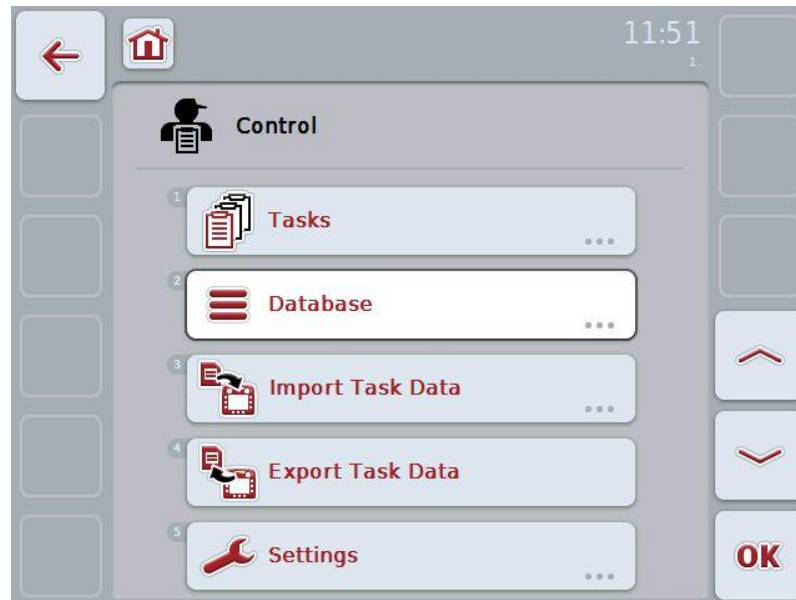 11:51
1.
Control
1
Tasks
2
Database
3
Import Task Data
4
Export Task Data
5
Settings
OK